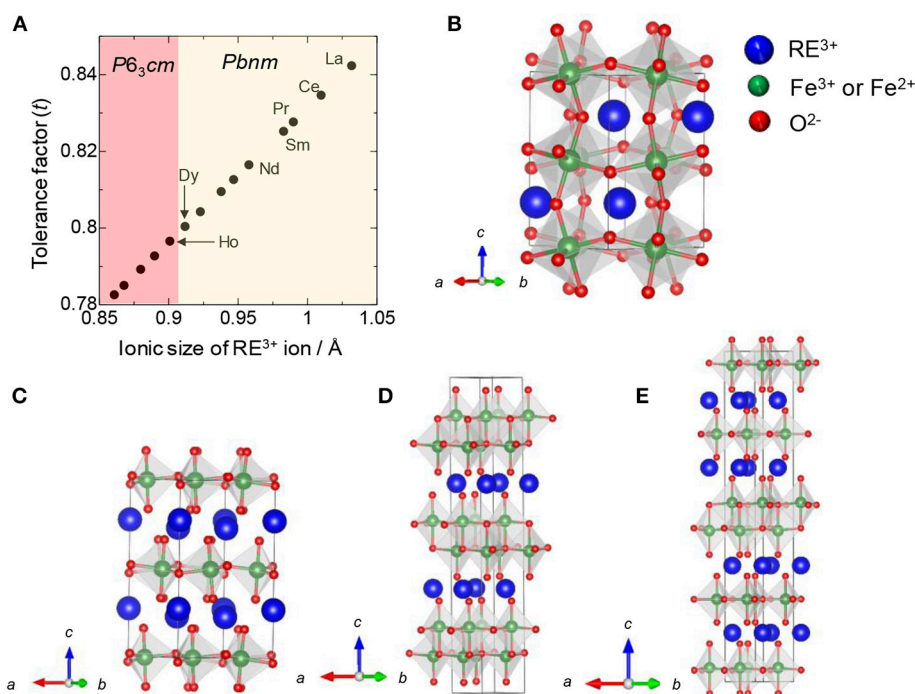 A
P6₃cm
Pbnm
La
Ce
Pr
Sm
Nd
Dy
Ho
0.84
0.82
0.8
0.78
0.85
0.9
0.95
1
1.05
Tolerance factor (t)
Ionic size of RE³⁺ ion / Å
B
c
a
b
RE³⁺
Fe³⁺ or Fe²⁺
O²⁻
C
c
a
b
D
c
a
b
E
c
a
b